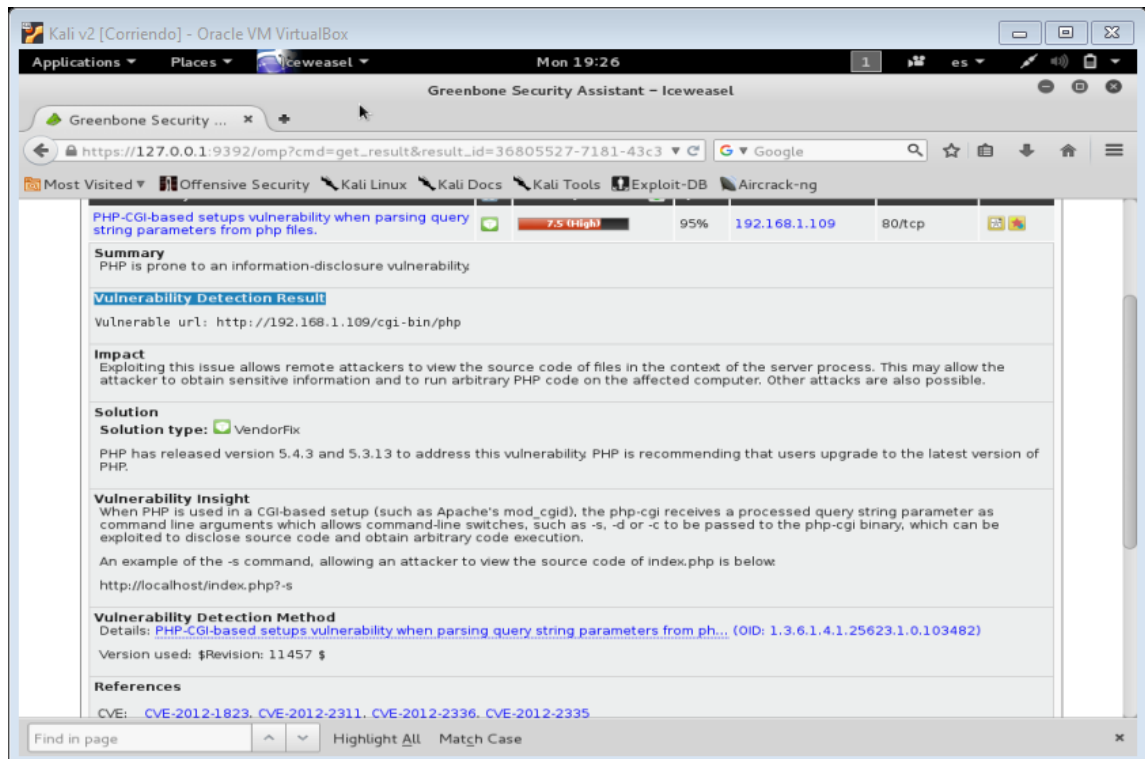 Kali v2 [Corriendo] - Oracle VM VirtualBox
Applications Places Iceweasel Mon 19:26 1 es
Greenbone Security Assistant - Iceweasel
Greenbone Security ...
https://127.0.0.1:9392/omp?cmd=get_result&result_id=36805527-7181-43c3 Google
Most Visited Offensive Security Kali Linux Kali Docs Kali Tools Exploit-DB Aircrack-ng
PHP-CGI-based setups vulnerability when parsing query 7.5 (High) 95% 192.168.1.109 80/tcp
string parameters from php files.
Summary
PHP is prone to an information-disclosure vulnerability.
Vulnerability Detection Result
Vulnerable url: http://192.168.1.109/cgi-bin/php
Impact
Exploiting this issue allows remote attackers to view the source code of files in the context of the server process. This may allow the
attacker to obtain sensitive information and to run arbitrary PHP code on the affected computer. Other attacks are also possible.
Solution
Solution type: VendorFix
PHP has released version 5.4.3 and 5.3.13 to address this vulnerability. PHP is recommending that users upgrade to the latest version of
PHP.
Vulnerability Insight
When PHP is used in a CGI-based setup (such as Apache's mod_cgid), the php-cgi receives a processed query string parameter as
command line arguments which allows command-line switches, such as -s, -d or -c to be passed to the php-cgi binary, which can be
exploited to disclose source code and obtain arbitrary code execution.
An example of the -s command, allowing an attacker to view the source code of index.php is below:
http://localhost/index.php?-s
Vulnerability Detection Method
Details: PHP-CGI-based setups vulnerability when parsing query string parameters from ph... (OID: 1.3.6.1.4.1.25623.1.0.103482)
Version used: $Revision: 11457 $
References
CVE: CVE-2012-1823, CVE-2012-2311, CVE-2012-2336, CVE-2012-2335
Find in page Highlight All Match Case